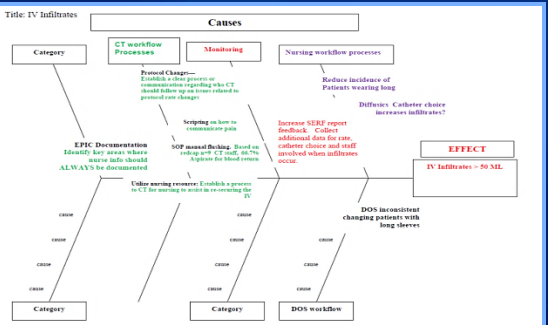 Title: IV Infiltrates
Causes
Category
CT workflow
Processes
Monitoring
Nursing workflow processes
Protocol Changes—
Establish a clear process or
communication regarding who CT
should follow up on issues related to
protocol rate changes
Reduce incidence of
Patients wearing long
Diffusics Catheter choice
increases infiltrates?
Scripting on how to
communicate pain
Increase SERF report
feedback. Collect
additional data for rate,
catheter choice and staff
involved when infiltrates
occur.
EPIC Documentation
Identify key areas where
nurse info should
ALWAYS be documented
SOP manual flushing. Based on
redcap n=9 CT staff, 66.7%
Aspirate for blood return
EFFECT
IV Infiltrates = 50 ML
Utilize nursing resource; Establish a process
to CT for nursing to assist in re-securing the
IV
DOS inconsistent
changing patients with
long sleeves
cause
cause
cause
cause
cause
cause
cause
cause
cause
cause
cause
cause
Category
Category
DOS workflow